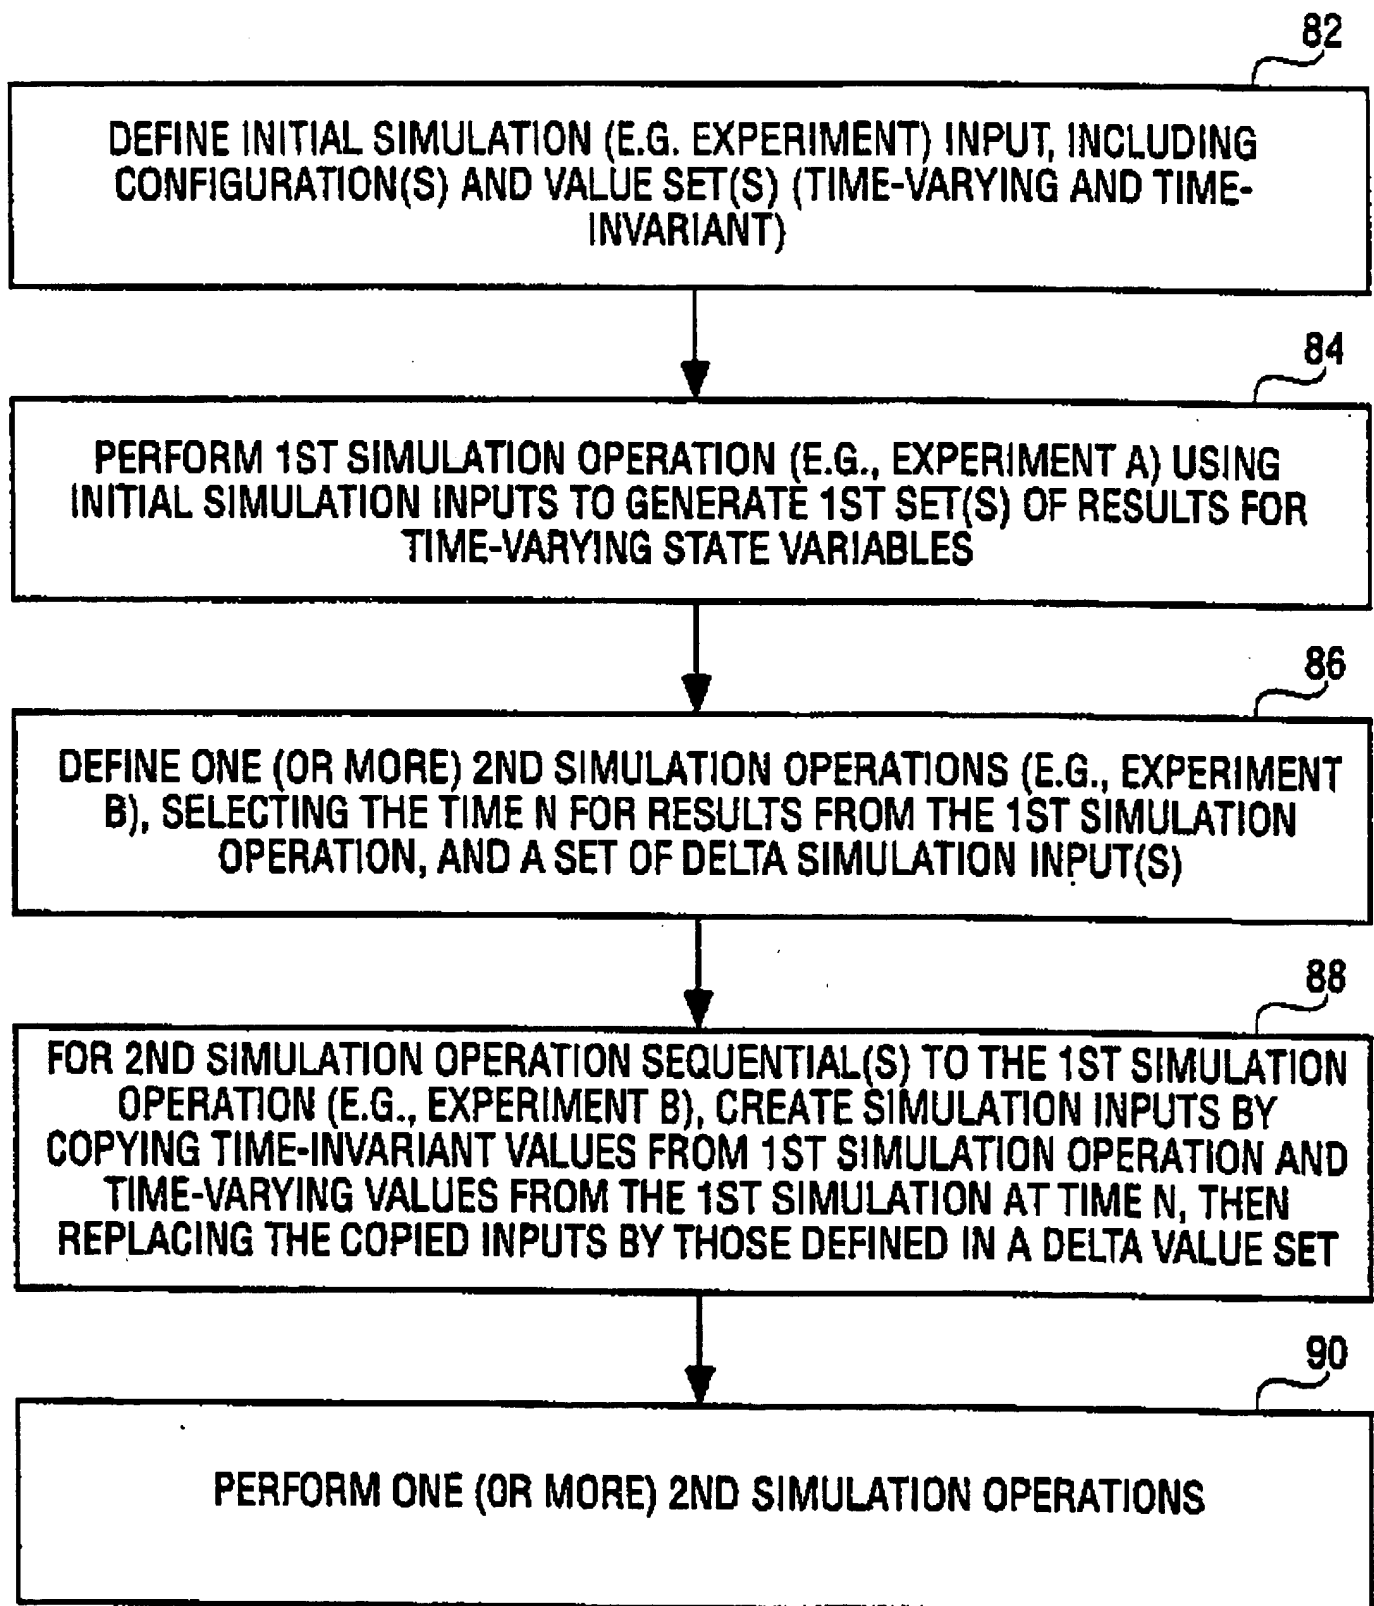 82
DEFINE INITIAL SIMULATION (E.G. EXPERIMENT) INPUT, INCLUDING
CONFIGURATION(S) AND VALUE SET(S) (TIME-VARYING AND TIME-
INVARIANT)
84
PERFORM 1ST SIMULATION OPERATION (E.G., EXPERIMENT A) USING
INITIAL SIMULATION INPUTS TO GENERATE 1ST SET(S) OF RESULTS FOR
TIME-VARYING STATE VARIABLES
86
DEFINE ONE (OR MORE) 2ND SIMULATION OPERATIONS (E.G., EXPERIMENT
B), SELECTING THE TIME N FOR RESULTS FROM THE 1ST SIMULATION
OPERATION, AND A SET OF DELTA SIMULATION INPUT(S)
88
FOR 2ND SIMULATION OPERATION SEQUENTIAL(S) TO THE 1ST SIMULATION
OPERATION (E.G., EXPERIMENT B), CREATE SIMULATION INPUTS BY
COPYING TIME-INVARIANT VALUES FROM 1ST SIMULATION OPERATION AND
TIME-VARYING VALUES FROM THE 1ST SIMULATION AT TIME N, THEN
REPLACING THE COPIED INPUTS BY THOSE DEFINED IN A DELTA VALUE SET
90
PERFORM ONE (OR MORE) 2ND SIMULATION OPERATIONS